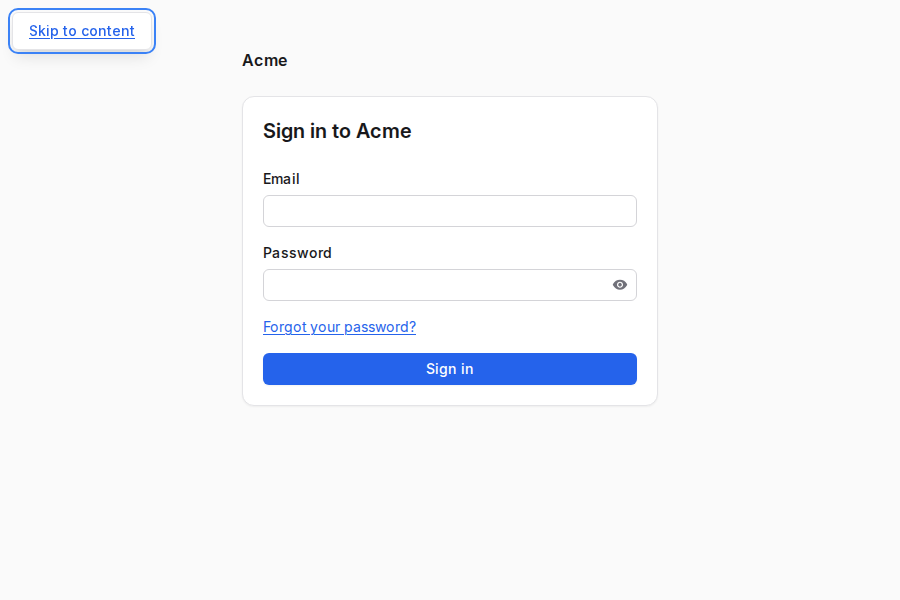 Skip to content
Acme
Sign in to Acme
Email
Password
Forgot your password?
Sign in